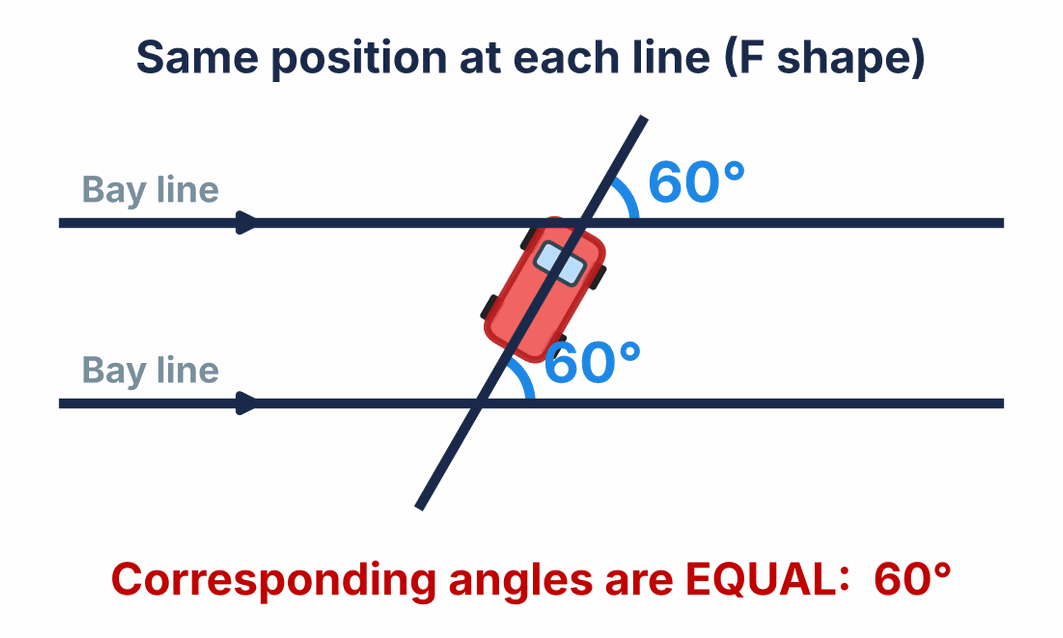 Same position at each line (F shape)
Bay line
60°
Bay line
60°
Corresponding angles are EQUAL: 60°